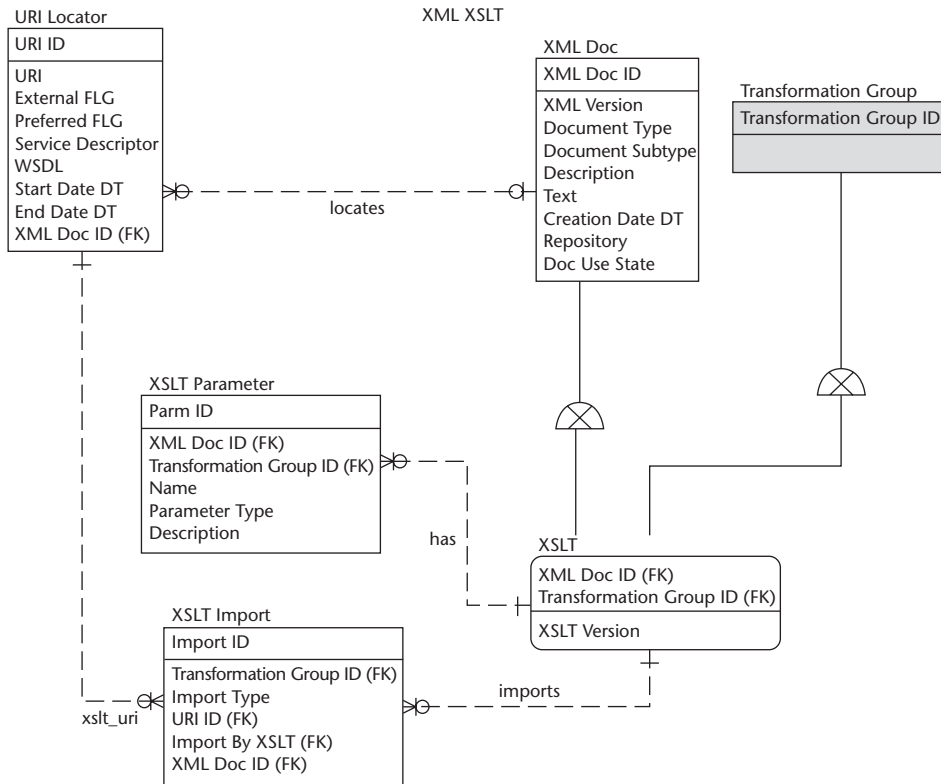 XML XSLT
URI Locator
URI ID
URI
External FLG
Preferred FLG
Service Descriptor
WSDL
Start Date DT
End Date DT
XML Doc ID (FK)
locates
XML Doc
XML Doc ID
XML Version
Document Type
Document Subtype
Description
Text
Creation Date DT
Repository
Doc Use State
Transformation Group
Transformation Group ID
XSLT Parameter
Parm ID
XML Doc ID (FK)
Transformation Group ID (FK)
Name
Parameter Type
Description
has
XSLT
XML Doc ID (FK)
Transformation Group ID (FK)
XSLT Version
XSLT Import
Import ID
Transformation Group ID (FK)
Import Type
URI ID (FK)
Import By XSLT (FK)
XML Doc ID (FK)
imports
xslt_uri